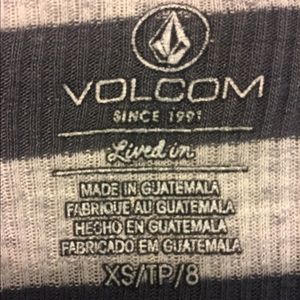 VOLCOM
SINCE 1991
Lived in
MADE IN GUATEMALA
FABRIQUE AU GUATEMALA
HECHO EN GUATEMALA
FABRICADO EM GUATEMALA
XS/TP/8